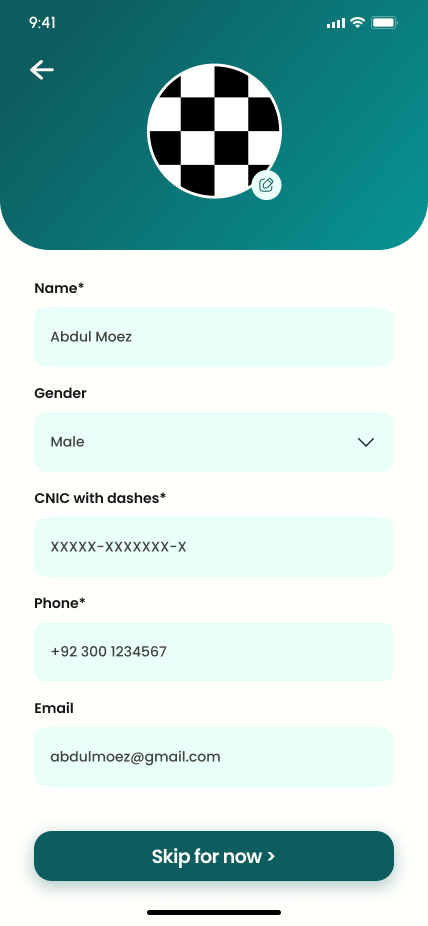 9:41
Name*
Abdul Moez
Gender
Male
CNIC with dashes*
XXXXX-XXXXXXX-X
Phone*
+92 300 1234567
Email
abdulmoez@gmail.com
Skip for now >